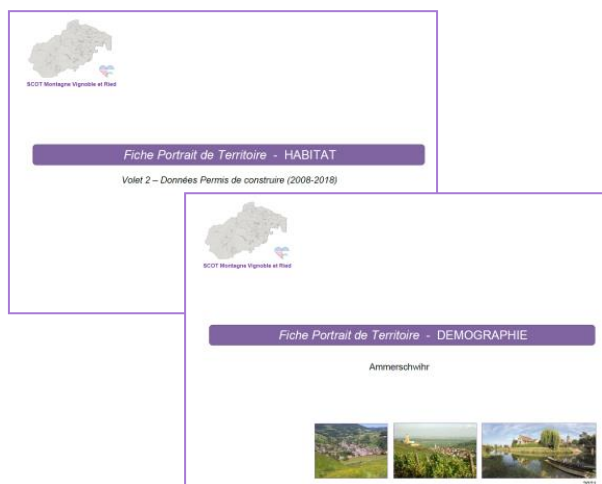 SCOT Montagne Vignoble et Ried
Fiche Portrait de Territoire - HABITAT
Volet 2 – Données Permis de construire (2008-2018)
SCOT Montagne Vignoble et Ried
Fiche Portrait de Territoire - DEMOGRAPHIE
Ammerschwihr